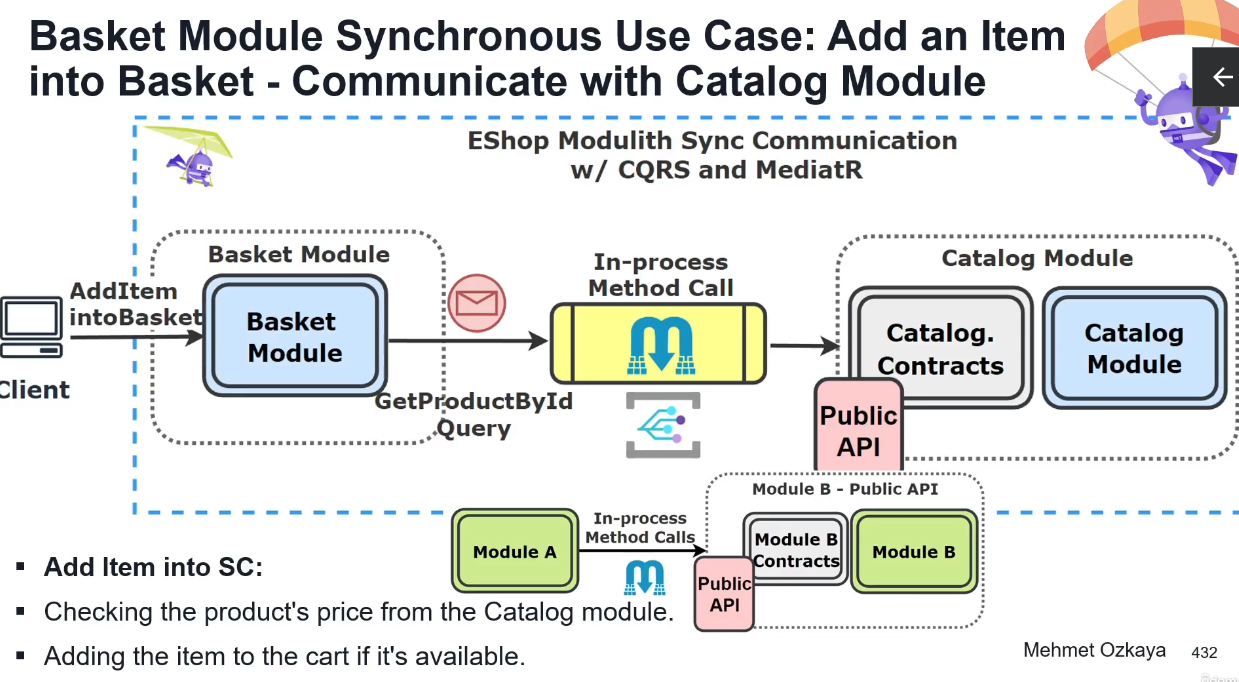 Basket Module Synchronous Use Case: Add an Item
into Basket - Communicate with Catalog Module
EShop Modulith Sync Communication
w/ CQRS and MediatR
Basket Module
In-process
Method Call
Catalog Module
AddItem
intoBasket
Basket
Module
Catalog.
Contracts
Catalog
Module
Client
GetProductById
Query
Public
API
Module B - Public API
In-process
Method Calls
Module A
Module B
Contracts
Module B
Public
API
▪ Add Item into SC:
▪ Checking the product's price from the Catalog module.
▪ Adding the item to the cart if it's available.
Mehmet Ozkaya 432